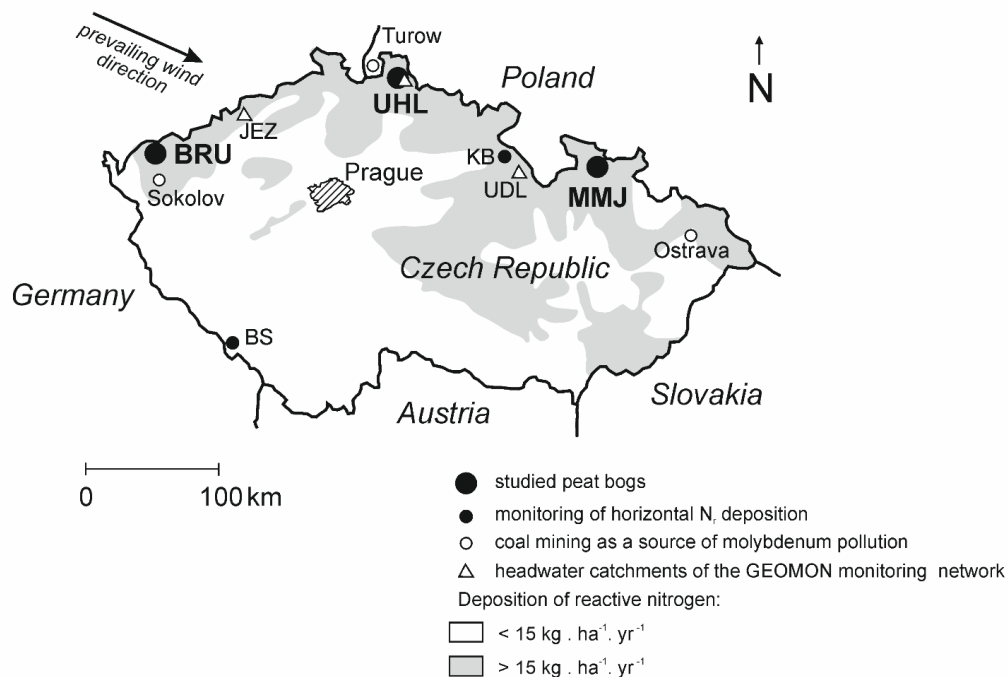 prevailing wind
direction
Turow
Poland
N
UHL
JEZ
BRU
KB
Prague
UDL
MMJ
Sokolov
Ostrava
Czech Republic
Germany
BS
Slovakia
Austria
0 100 km
studied peat bogs
monitoring of horizontal Nᵣ deposition
coal mining as a source of molybdenum pollution
headwater catchments of the GEOMON monitoring network
Deposition of reactive nitrogen:
< 15 kg . ha⁻¹. yr⁻¹
> 15 kg . ha⁻¹. yr⁻¹